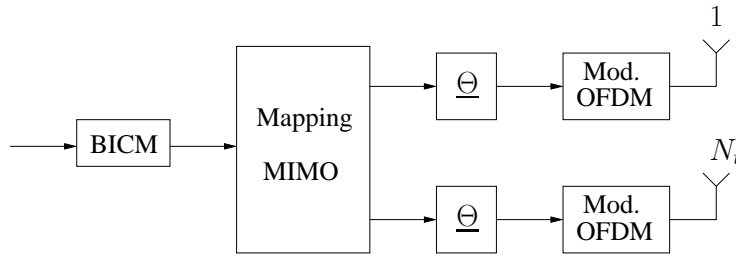 1
Θ
Mod.
OFDM
Mapping
MIMO
BICM
N
Θ
Mod.
OFDM